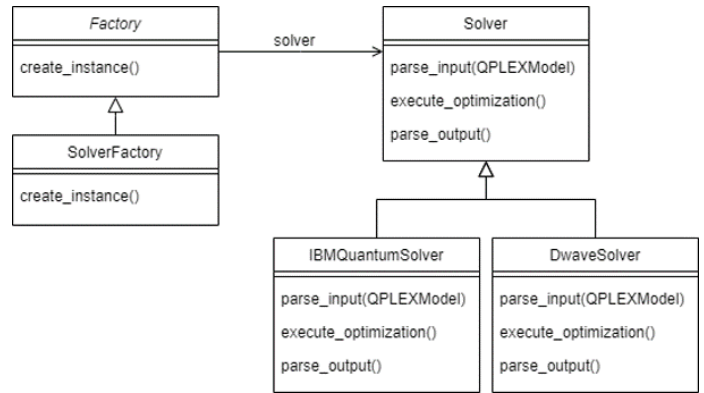 Factory
create_instance()
solver
Solver
parse_input(QPLEXModel)
execute_optimization()
parse_output()
SolverFactory
create_instance()
IBMQuantumSolver
parse_input(QPLEXModel)
execute_optimization()
parse_output()
DwaveSolver
parse_input(QPLEXModel)
execute_optimization()
parse_output()